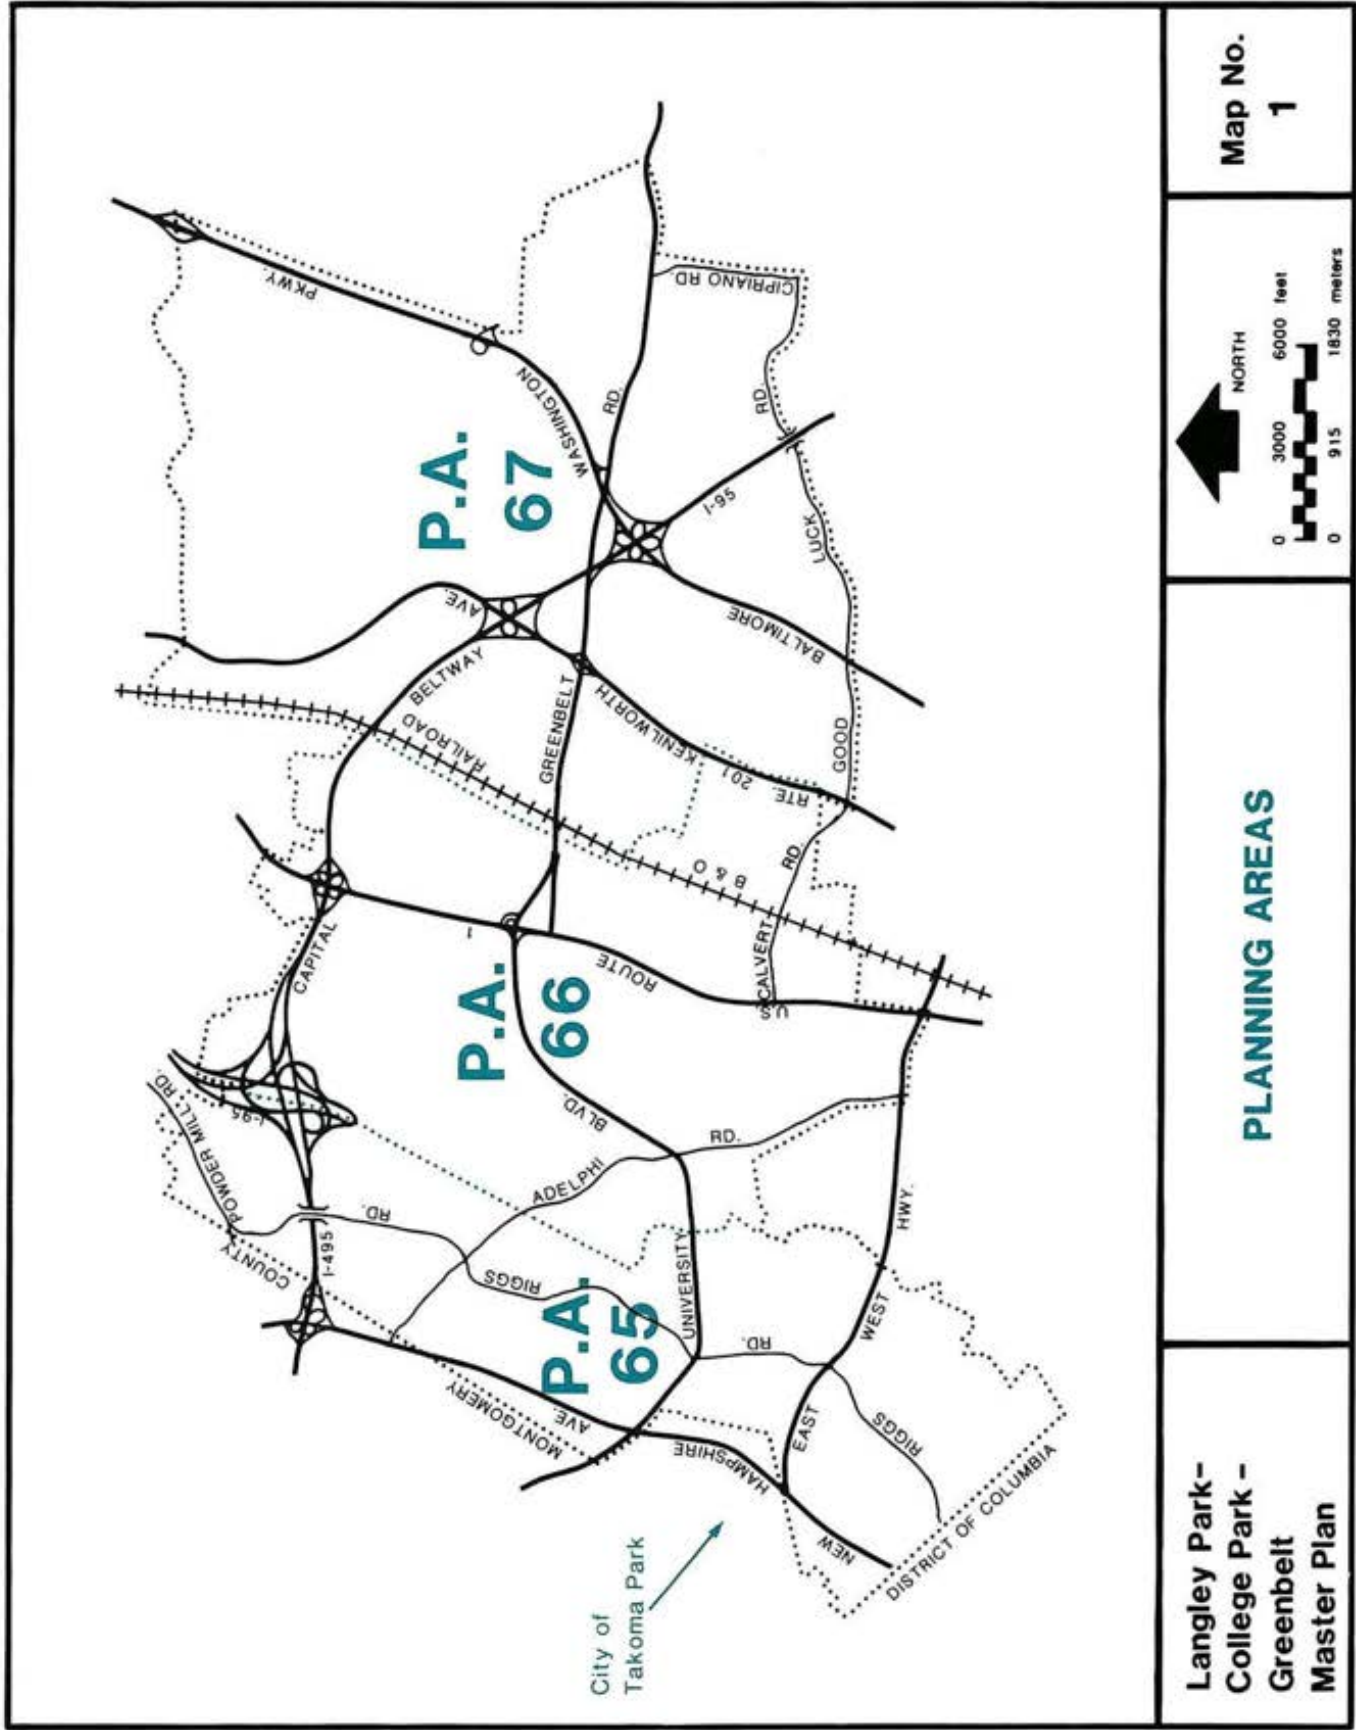 PKWY.
WASHINGTON
P.A.
67
RD.
CIPRIANO RD.
RD.
I-95
LUCK
AVE.
BELTWAY
RAILROAD
GREENBELT
KENILWORTH
201
RTE.
BALTIMORE
GOOD
CAPITAL
1
B & O
RD.
CALVERT
P.A.
66
ROUTE
U.S.
POWDER MILL RD.
I-95
BLVD.
ADELPHI
RD.
COUNTY
I-495
RD.
RIGGS
P.A.
65
UNIVERSITY
HWY.
WEST
RD.
MONTGOMERY
AVE.
HAMPSHIRE
EAST
RIGGS
NEW
DISTRICT OF COLUMBIA
City of
Takoma Park
Langley Park–
College Park –
Greenbelt
Master Plan
PLANNING AREAS
NORTH
0 3000 6000 feet
0 915 1830 meters
Map No.
1